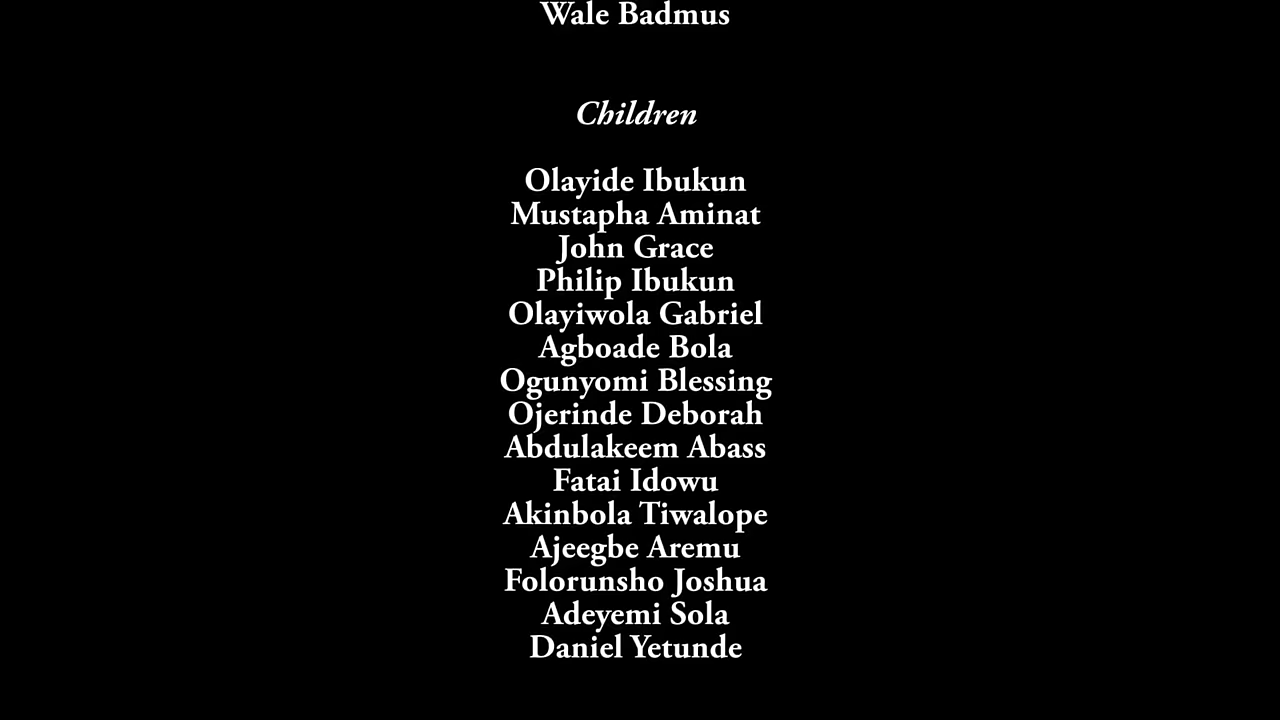 Wale Badmus
Children
Olayide Ibukun
Mustapha Aminat
John Grace
Philip Ibukun
Olayiwola Gabriel
Agboade Bola
Ogunyomi Blessing
Ojerinde Deborah
Abdulakeem Abass
Fatai Idowu
Akinbola Tiwalope
Ajeegbe Aremu
Folorunsho Joshua
Adeyemi Sola
Daniel Yetunde